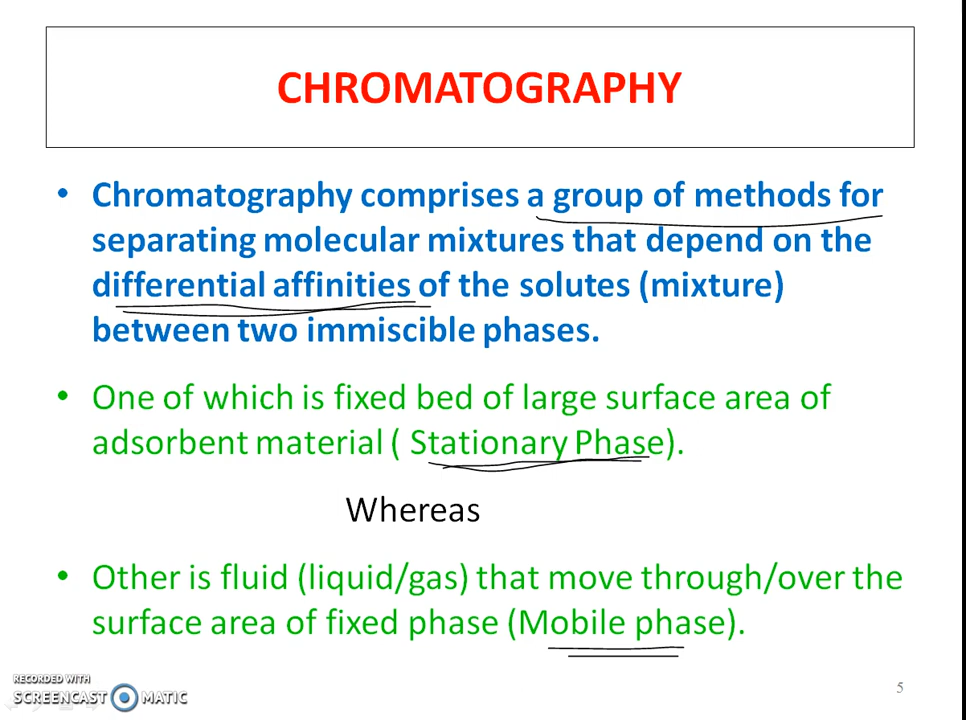 CHROMATOGRAPHY
• Chromatography comprises a group of methods for
separating molecular mixtures that depend on the
differential affinities of the solutes (mixture)
between two immiscible phases.
• One of which is fixed bed of large surface area of
adsorbent material ( Stationary Phase).
Whereas
• Other is fluid (liquid/gas) that move through/over the
surface area of fixed phase (Mobile phase).
RECORDED WITH
SCREENCAST MATIC
5